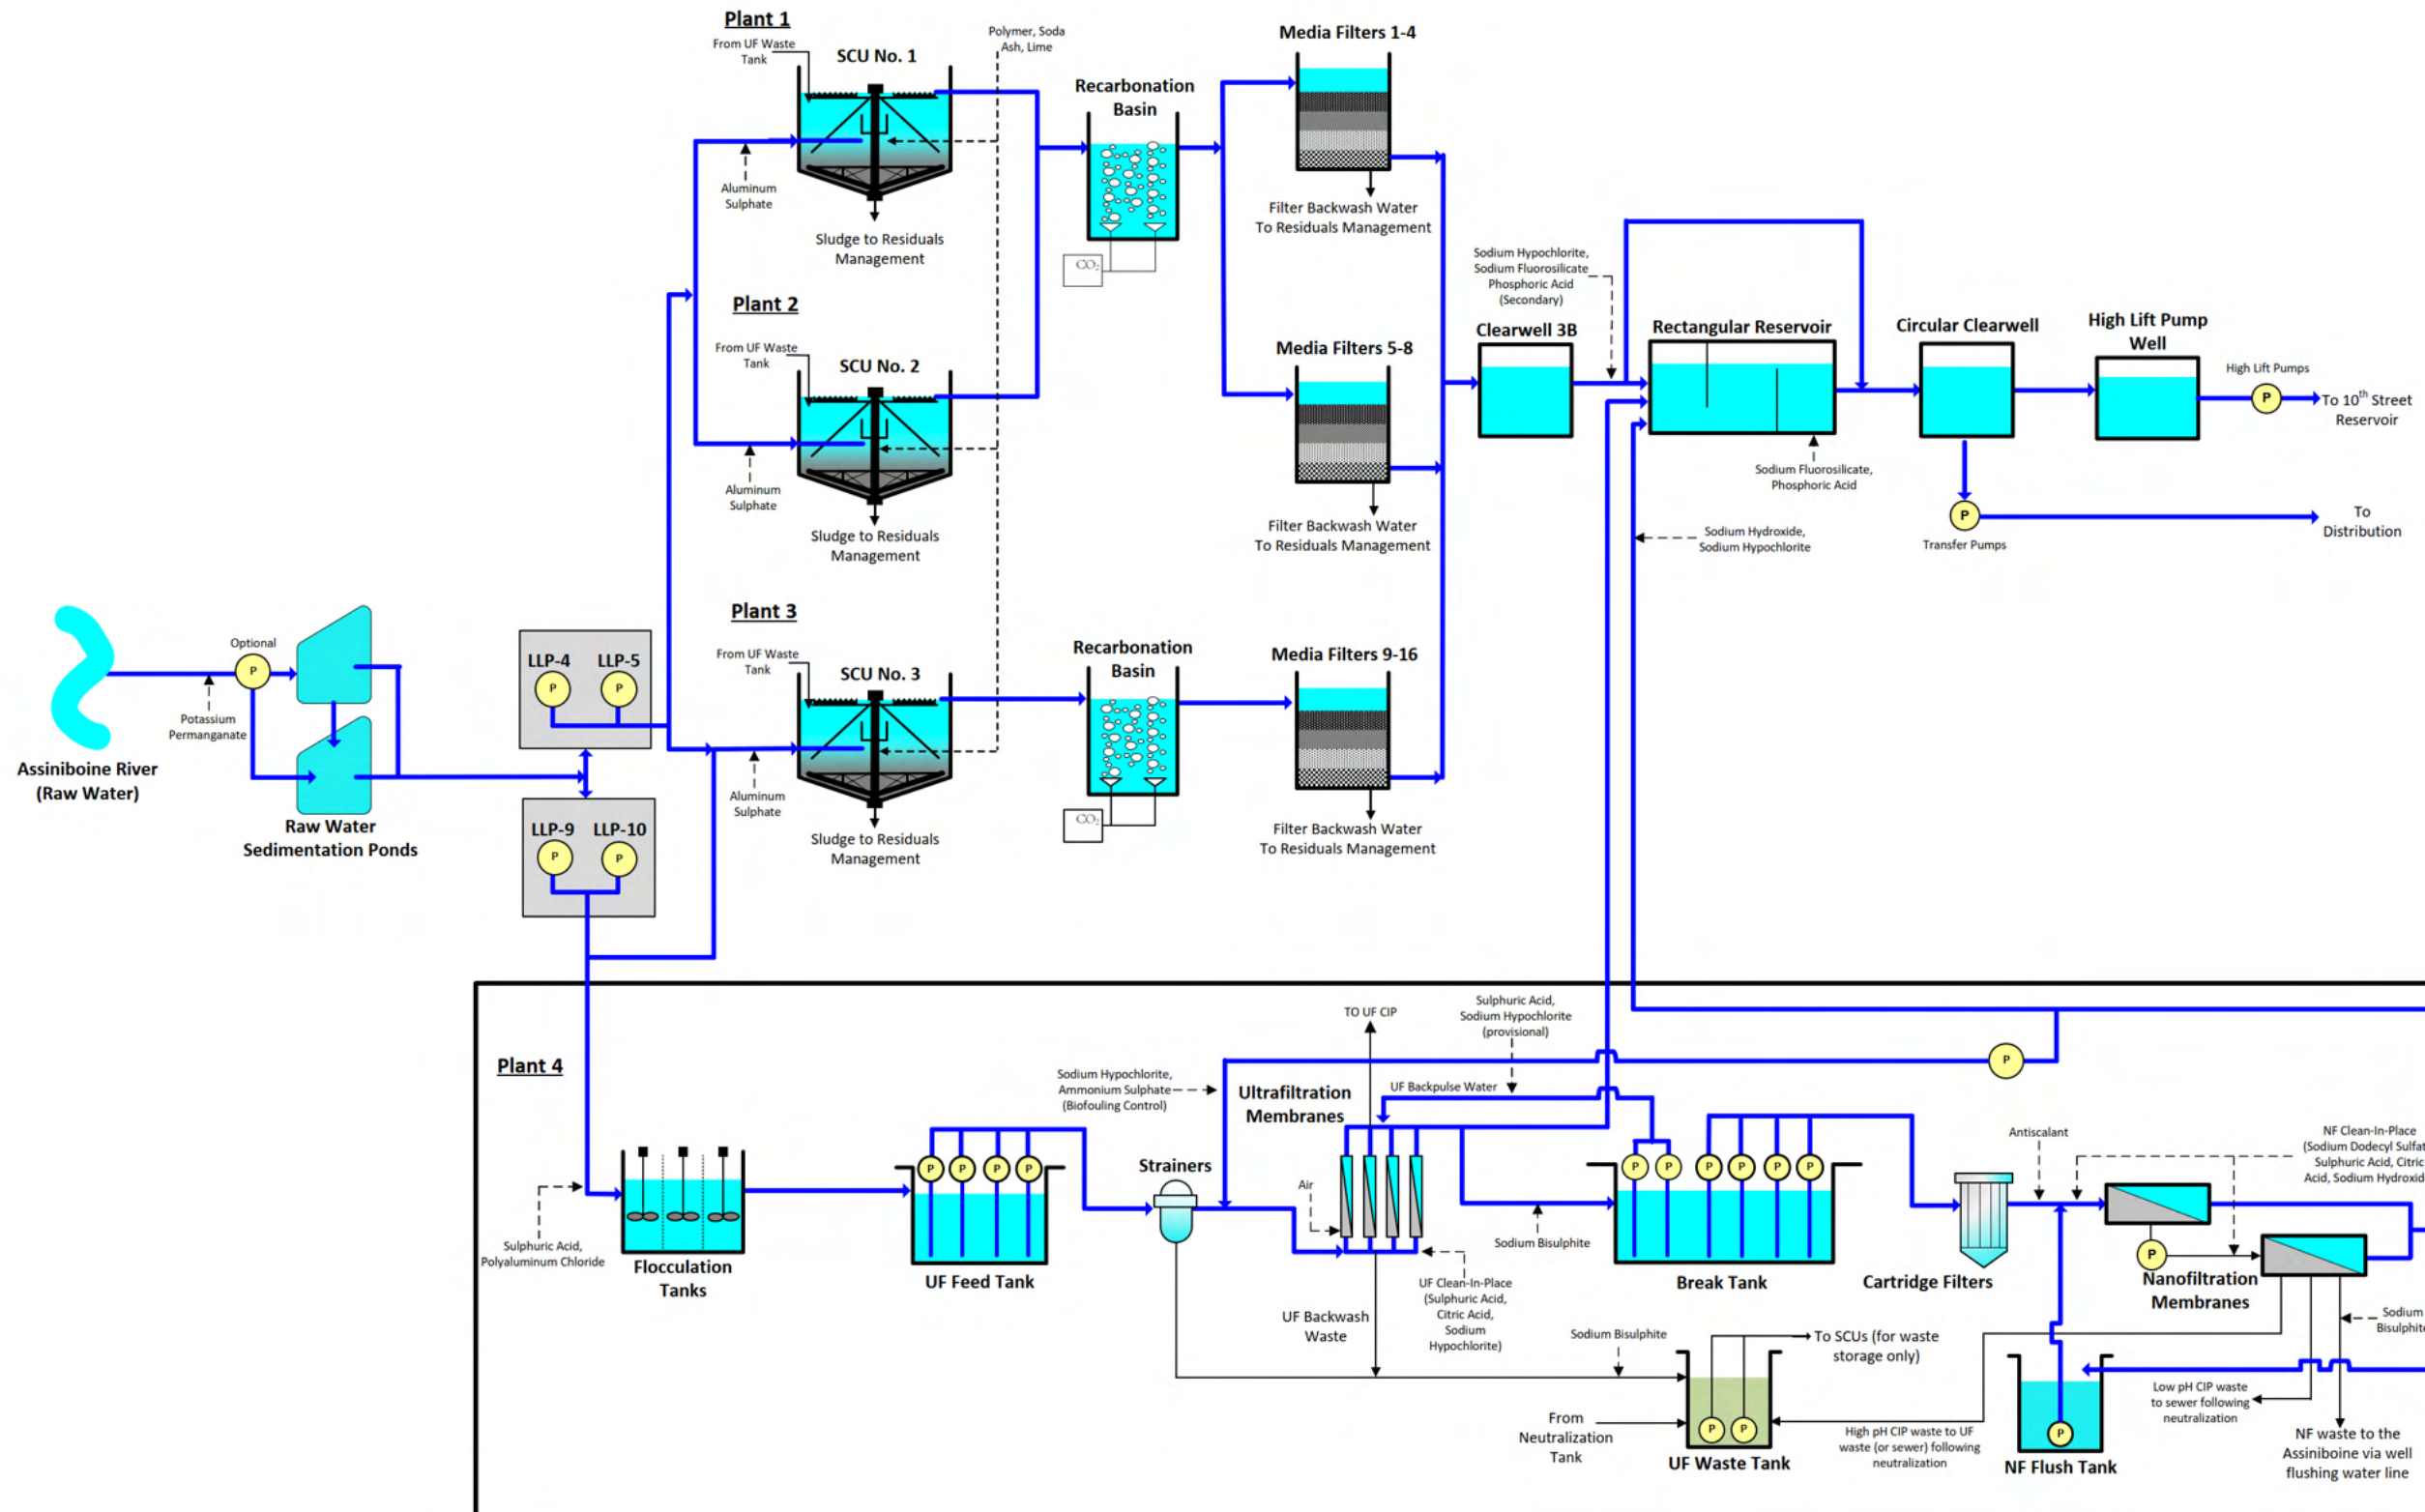 Plant 1
From UF Waste
Tank
SCU No. 1
Polymer, Soda
Ash, Lime
Aluminum
Sulphate
Sludge to Residuals
Management
Recarbonation
Basin
CO2
Media Filters 1-4
Filter Backwash Water
To Residuals Management
Plant 2
From UF Waste
Tank
SCU No. 2
Aluminum
Sulphate
Sludge to Residuals
Management
Media Filters 5-8
Filter Backwash Water
To Residuals Management
Sodium Hypochlorite,
Sodium Fluorosilicate
Phosphoric Acid
(Secondary)
Clearwell 3B
Rectangular Reservoir
Sodium Fluorosilicate,
Phosphoric Acid
Circular Clearwell
High Lift Pump
Well
High Lift Pumps
P
To 10th Street
Reservoir
P
Transfer Pumps
To
Distribution
Sodium Hydroxide,
Sodium Hypochlorite
Plant 3
From UF Waste
Tank
SCU No. 3
Aluminum
Sulphate
Sludge to Residuals
Management
Recarbonation
Basin
CO2
Media Filters 9-16
Filter Backwash Water
To Residuals Management
Optional
P
Potassium
Permanganate
Assiniboine River
(Raw Water)
Raw Water
Sedimentation Ponds
LLP-4 LLP-5
P P
LLP-9 LLP-10
P P
Plant 4
Sulphuric Acid,
Polyaluminum Chloride
Flocculation
Tanks
P P P P
UF Feed Tank
Sodium Hypochlorite,
Ammonium Sulphate
(Biofouling Control)
Strainers
TO UF CIP
Ultrafiltration
Membranes
Air
Sulphuric Acid,
Sodium Hypochlorite
(provisional)
UF Backpulse Water
UF Backwash
Waste
UF Clean-In-Place
(Sulphuric Acid,
Citric Acid,
Sodium
Hypochlorite)
Sodium Bisulphite
P P P P P P
Break Tank
P
Cartridge Filters
Antiscalant
NF Clean-In-Place
(Sodium Dodecyl Sulfat
Sulphuric Acid, Citric
Acid, Sodium Hydroxid
P
Nanofiltration
Membranes
Sodium
Bisulphite
Sodium Bisulphite
To SCUs (for waste
storage only)
From
Neutralization
Tank
P P
UF Waste Tank
High pH CIP waste to UF
waste (or sewer) following
neutralization
P
NF Flush Tank
Low pH CIP waste
to sewer following
neutralization
NF waste to the
Assiniboine via well
flushing water line